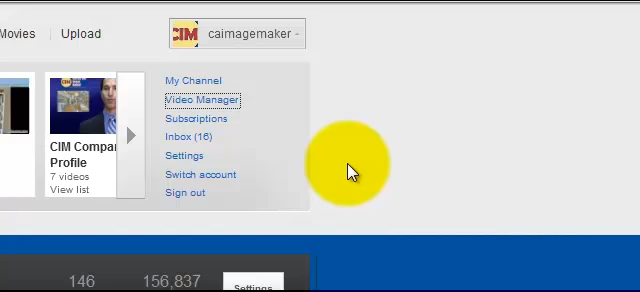 Movies | Upload
CIM caimagemaker
My Channel
Video Manager
Subscriptions
Inbox (16)
Settings
Switch account
Sign out
CIM Compa
Profile
7 videos
View list
146 156,837 Settings